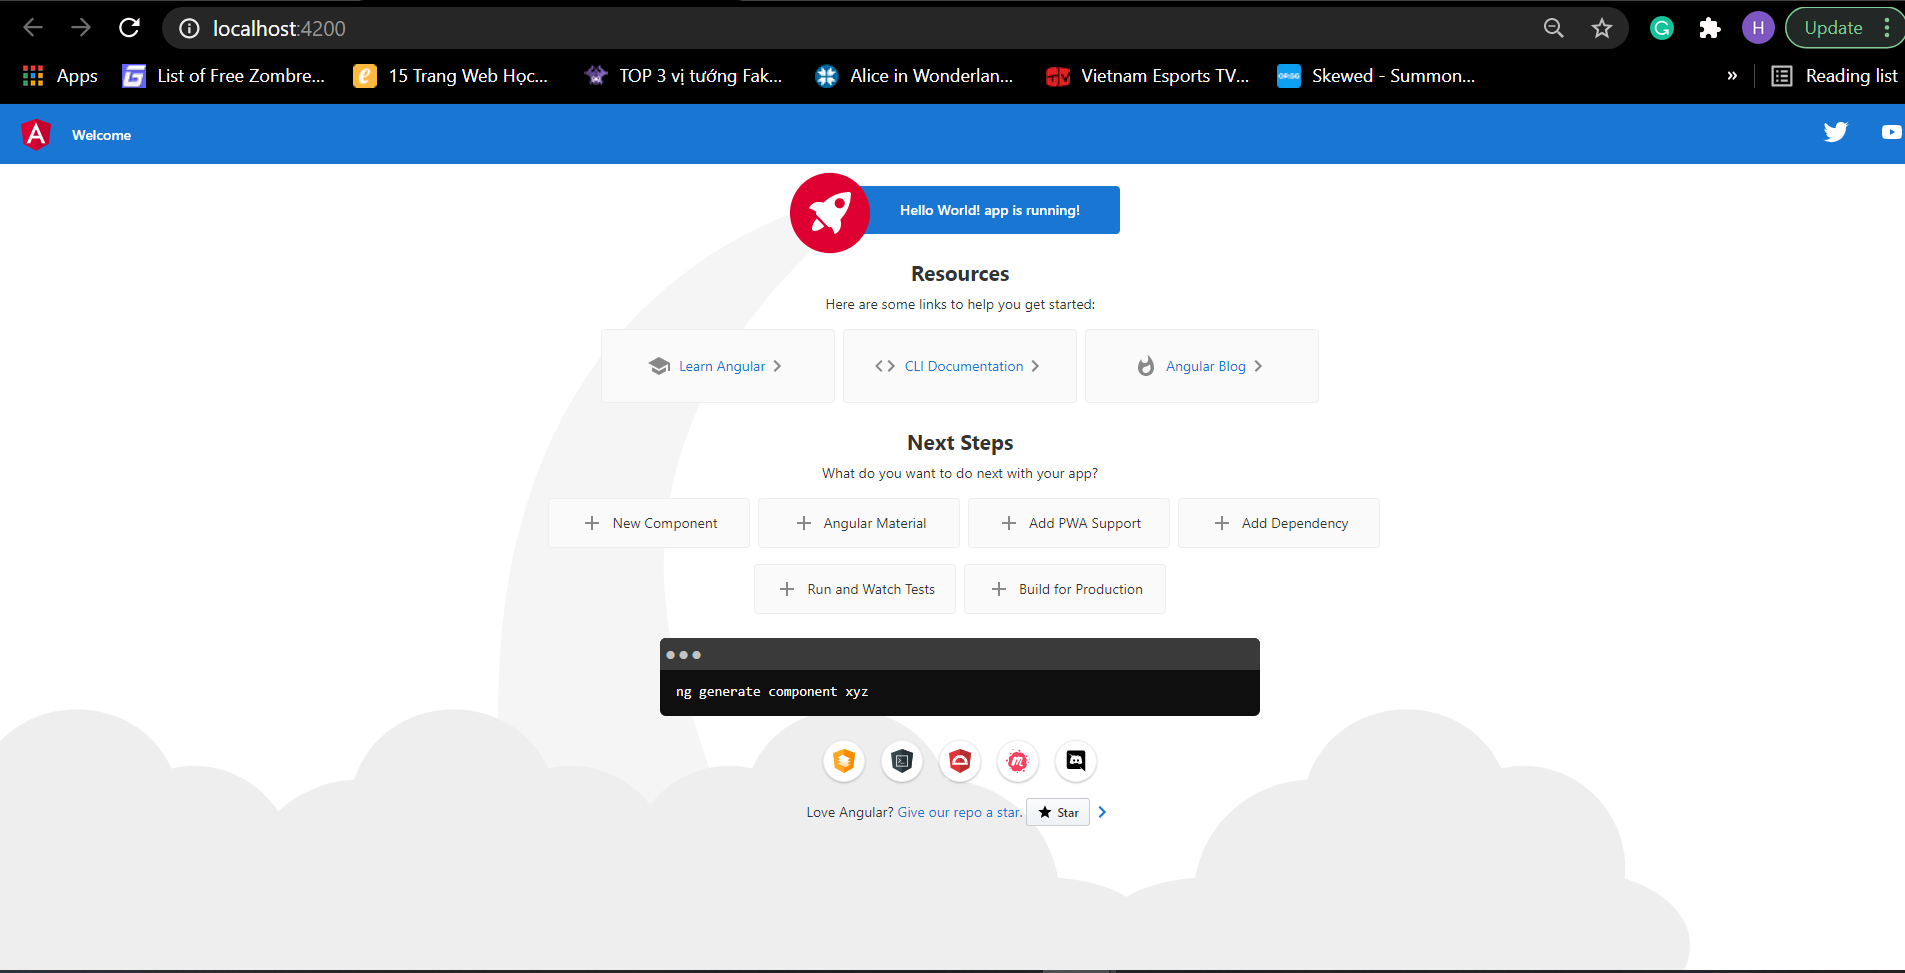 localhost:4200
H
Update
Apps
List of Free Zombre...
15 Trang Web Học...
TOP 3 vị tướng Fak...
Alice in Wonderlan...
TV
Vietnam Esports TV...
OP.GG
Skewed - Summon...
»
Reading list
A
Welcome
Hello World! app is running!
Resources
Here are some links to help you get started:
Learn Angular
CLI Documentation
Angular Blog
Next Steps
What do you want to do next with your app?
New Component
Angular Material
Add PWA Support
Add Dependency
Run and Watch Tests
Build for Production
ng generate component xyz
m
Love Angular? Give our repo a star. Star